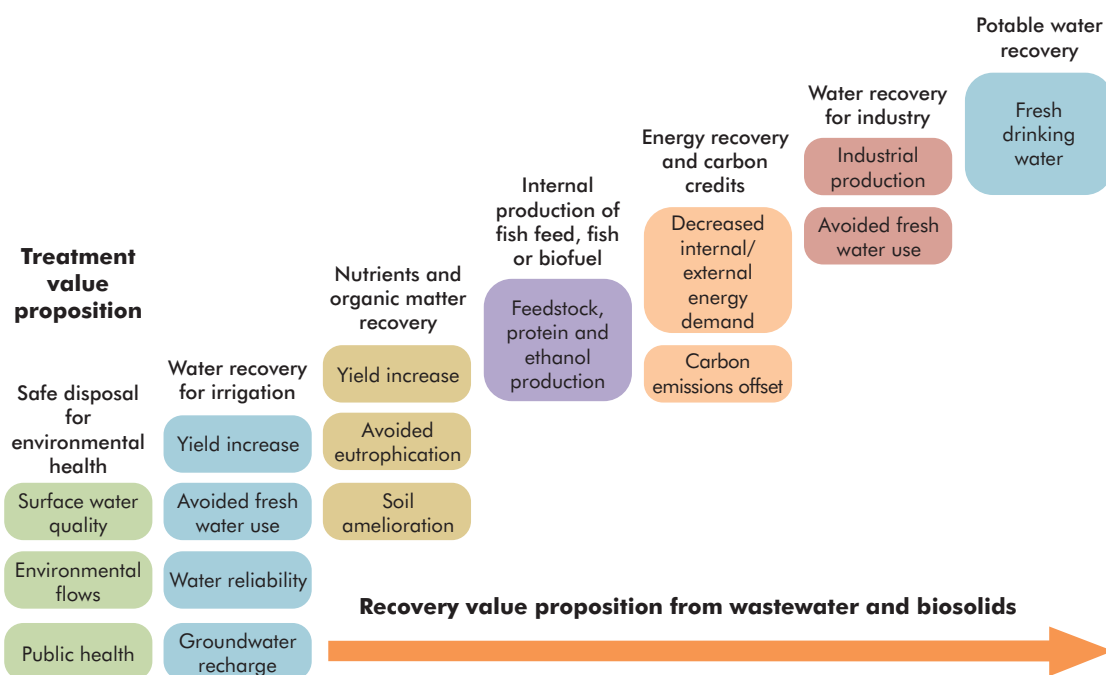 Treatment
value
proposition
Safe disposal
for
environmental
health
Surface water
quality
Environmental
flows
Public health
Water recovery
for irrigation
Yield increase
Avoided fresh
water use
Water reliability
Groundwater
recharge
Nutrients and
organic matter
recovery
Yield increase
Avoided
eutrophication
Soil
amelioration
Internal
production of
fish feed, fish
or biofuel
Feedstock,
protein and
ethanol
production
Energy recovery
and carbon
credits
Decreased
internal/
external
energy
demand
Carbon
emissions offset
Water recovery
for industry
Industrial
production
Avoided fresh
water use
Potable water
recovery
Fresh
drinking
water
Recovery value proposition from wastewater and biosolids